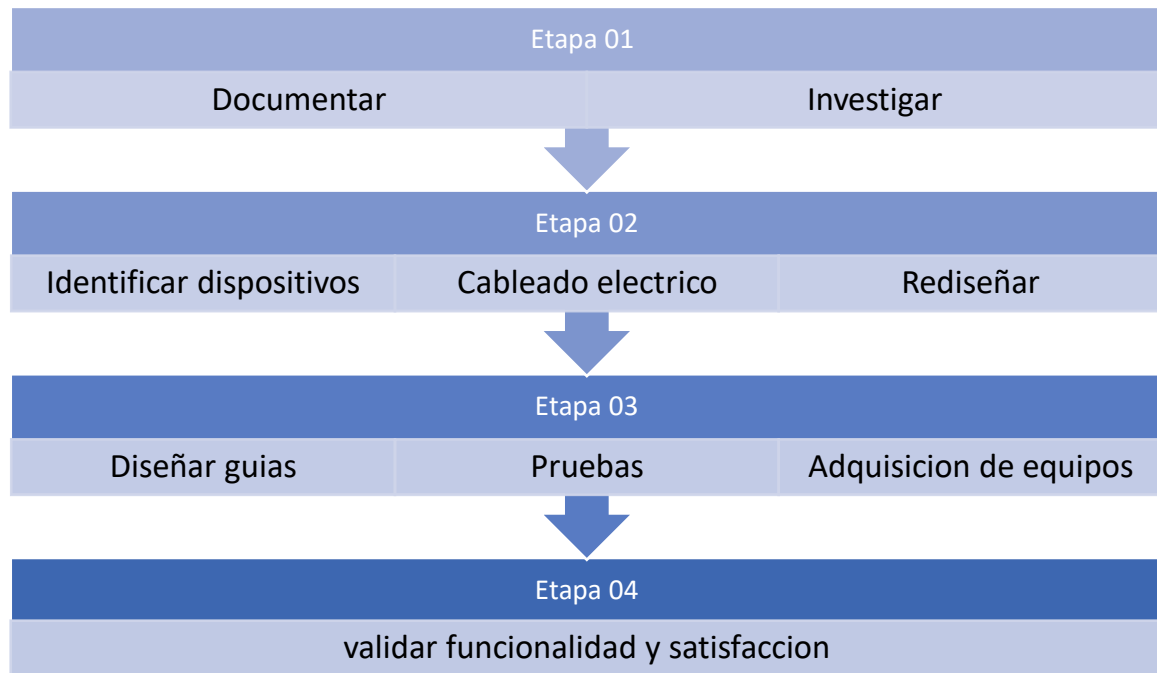 Etapa 01
Documentar
Investigar
Etapa 02
Identificar dispositivos
Cableado electrico
Rediseñar
Etapa 03
Diseñar guias
Pruebas
Adquisicion de equipos
Etapa 04
validar funcionalidad y satisfaccion